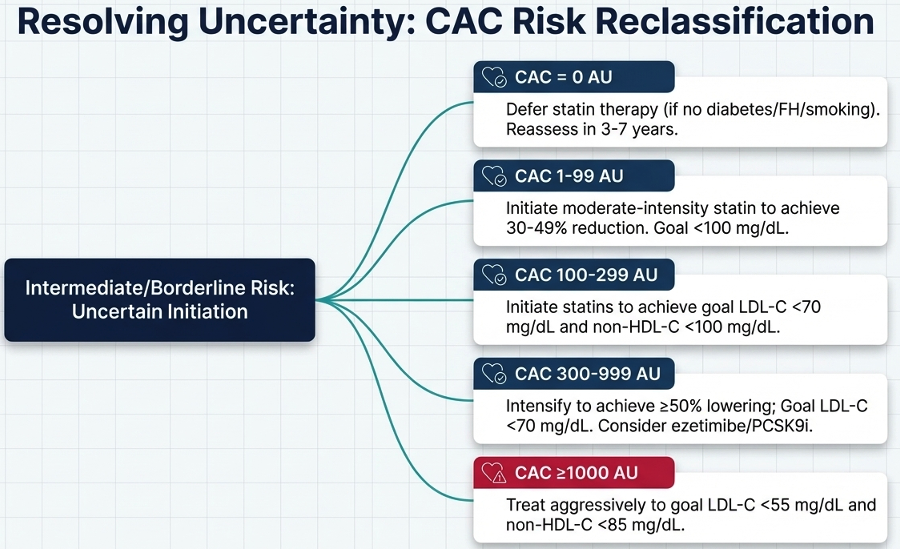 Resolving Uncertainty: CAC Risk Reclassification
Intermediate/Borderline Risk:
Uncertain Initiation
CAC = 0 AU
Defer statin therapy (if no diabetes/FH/smoking).
Reassess in 3-7 years.
CAC 1-99 AU
Initiate moderate-intensity statin to achieve
30-49% reduction. Goal <100 mg/dL.
CAC 100-299 AU
Initiate statins to achieve goal LDL-C <70
mg/dL and non-HDL-C <100 mg/dL.
CAC 300-999 AU
Intensify to achieve ≥50% lowering; Goal LDL-C
<70 mg/dL. Consider ezetimibe/PCSK9i.
CAC ≥1000 AU
Treat aggressively to goal LDL-C <55 mg/dL and
non-HDL-C <85 mg/dL.